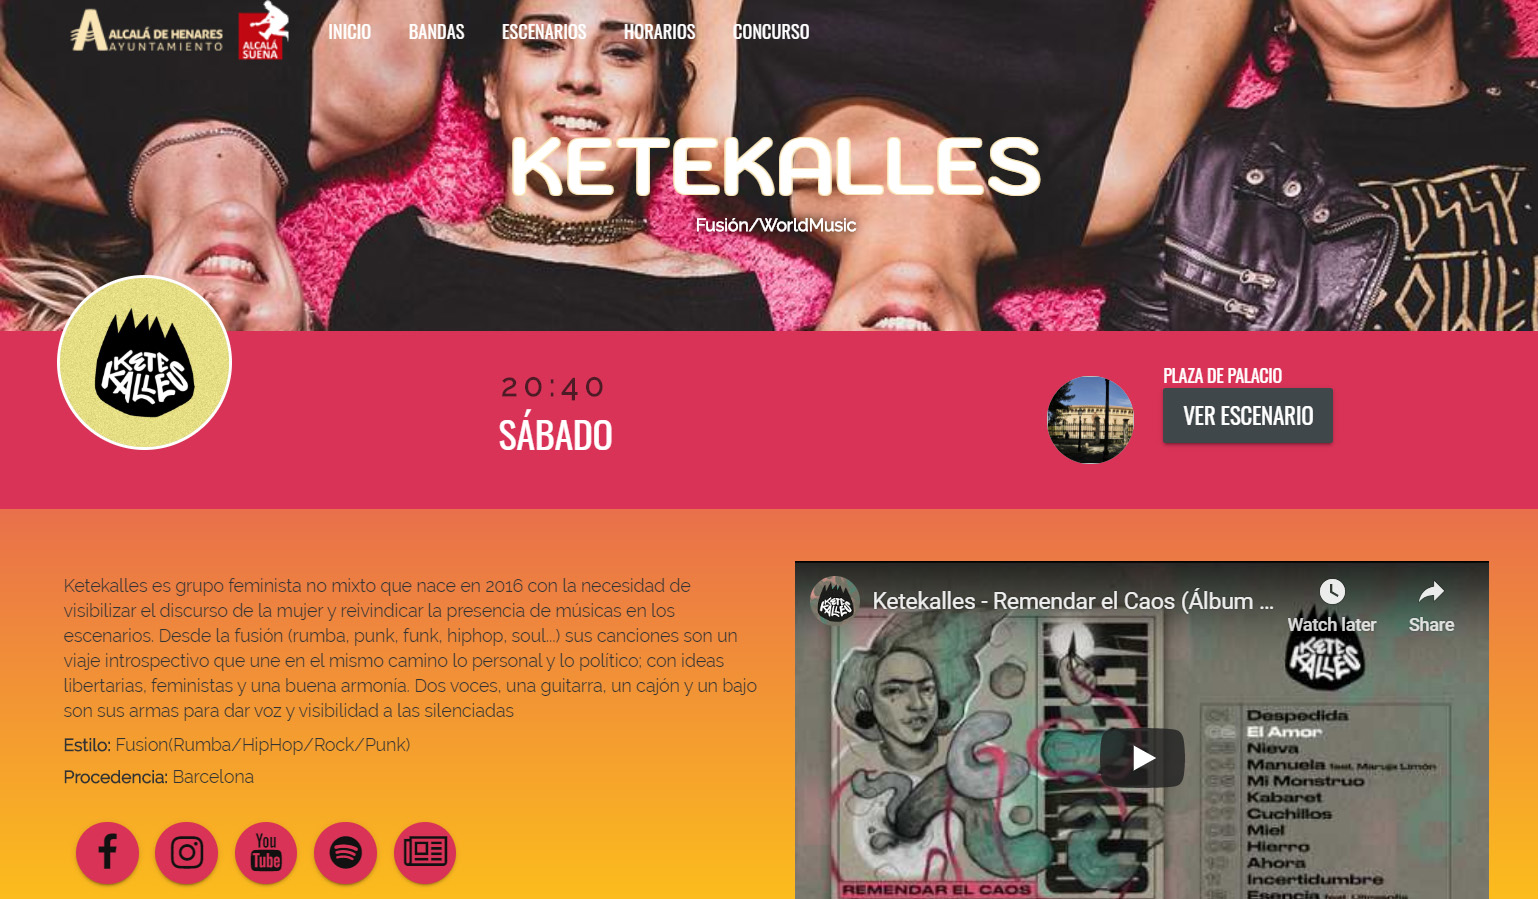 ALCALÁ DE HENARES
AYUNTAMIENTO
ALCALÁ
SUENA
INICIO BANDAS ESCENARIOS HORARIOS CONCURSO
KETEKALLES
Fusión/WorldMusic
KETE
KALLES
20:40
SÁBADO
PLAZA DE PALACIO
VER ESCENARIO
Ketekalles es grupo feminista no mixto que nace en 2016 con la necesidad de
visibilizar el discurso de la mujer y reivindicar la presencia de músicas en los
escenarios. Desde la fusión (rumba, punk, funk, hiphop, soul...) sus canciones son un
viaje introspectivo que une en el mismo camino lo personal y lo político; con ideas
libertarias, feministas y una buena armonía. Dos voces, una guitarra, un cajón y un bajo
son sus armas para dar voz y visibilidad a las silenciadas
Estilo: Fusion(Rumba/HipHop/Rock/Punk)
Procedencia: Barcelona
You
Tube
KETE
KALLES
Ketekalles - Remendar el Caos (Álbum ...
Watch later
Share
KETE
KALLES
01 Despedida
02 El Amor
03 Nieva
04 Manuela feat. Maruja Limón
05 Mi Monstruo
06 Kabaret
07 Cuchillos
08 Miel
09 Hierro
10 Ahora
11 Incertidumbre
12 Esencia
REMENDAR EL CAOS